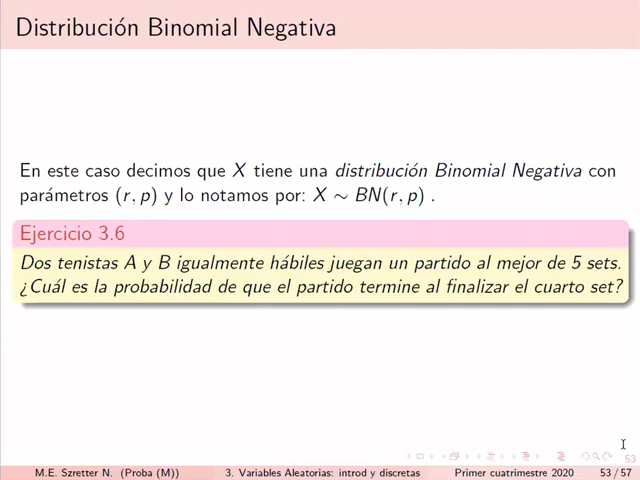 Distribución Binomial Negativa
En este caso decimos que X tiene una distribución Binomial Negativa con
parámetros (r, p) y lo notamos por: X ∼ BN(r, p) .
Ejercicio 3.6
Dos tenistas A y B igualmente hábiles juegan un partido al mejor de 5 sets.
¿Cuál es la probabilidad de que el partido termine al finalizar el cuarto set?
53
M.E. Szretter N. (Proba (M)) 3. Variables Aleatorias: introd y discretas Primer cuatrimestre 2020 53 / 57